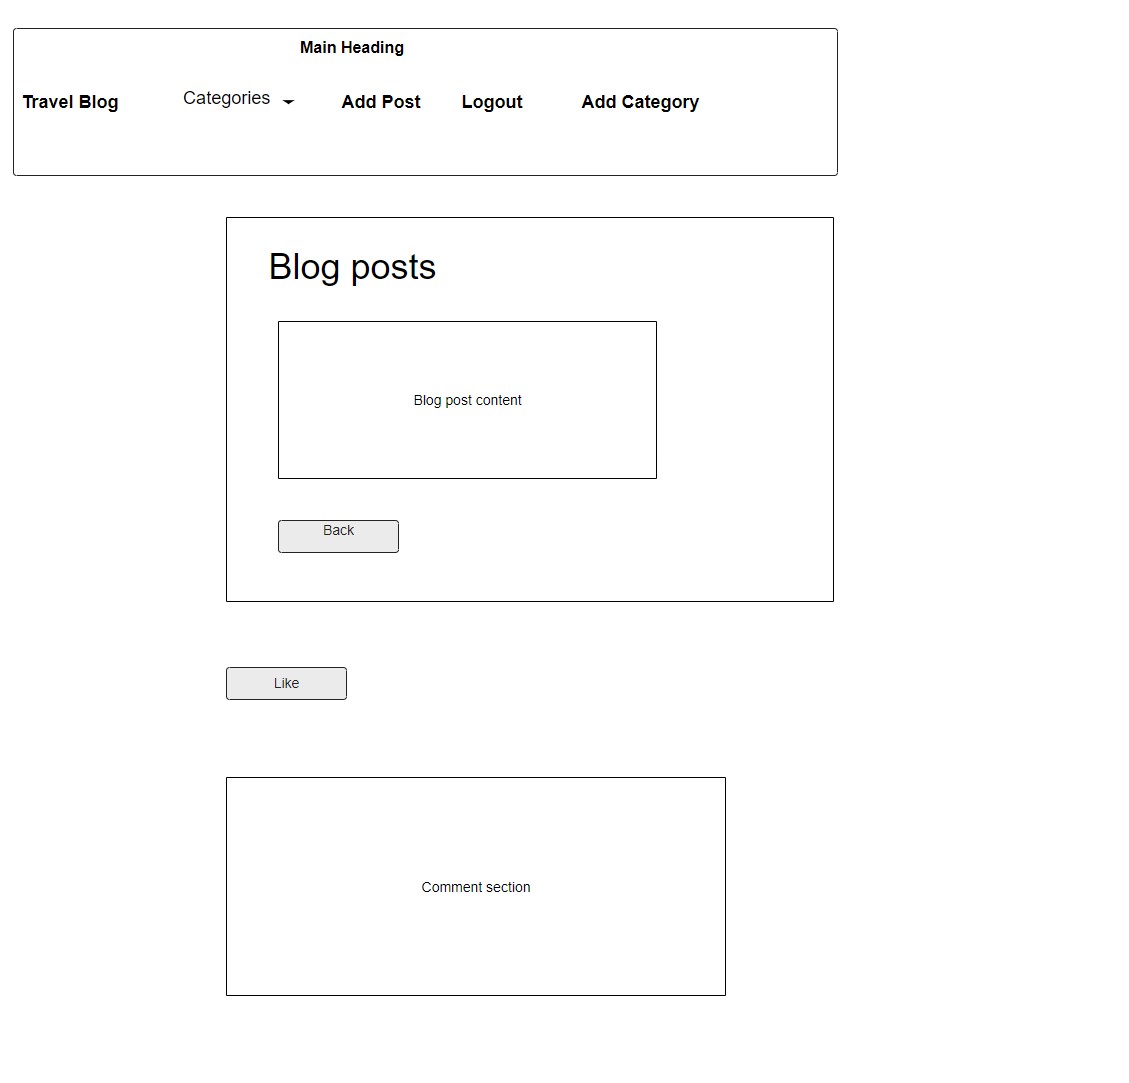 Main Heading
Travel Blog Categories Add Post Logout Add Category
Blog posts
Blog post content
Back
Like
Comment section